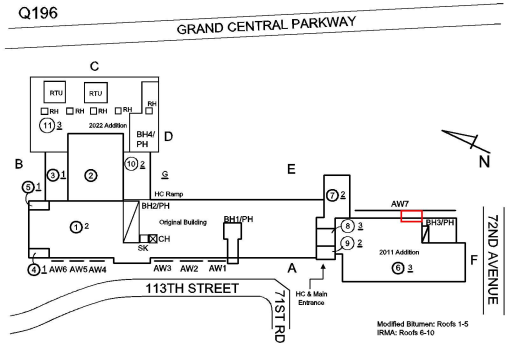 Q196
GRAND CENTRAL PARKWAY
C
RTU RTU
RH RH RH RH RH RH
11 3 2022 Addition
BH4/
PH
D
B
3 1
2
10 2
G
HC Ramp
5 1
E
7 2
AW7
N
BH2/PH
1 2
Original Building
BH1/PH
SK CH
8 3
9 2
BH3/PH
2011 Addition
6 3
F
72ND AVENUE
4 1
AW6 AW5 AW4 AW3 AW2 AW1
A
HC & Main
Entrance
113TH STREET
71ST RD
Modified Bitumen: Roofs 1-5
IRMA: Roofs 6-10